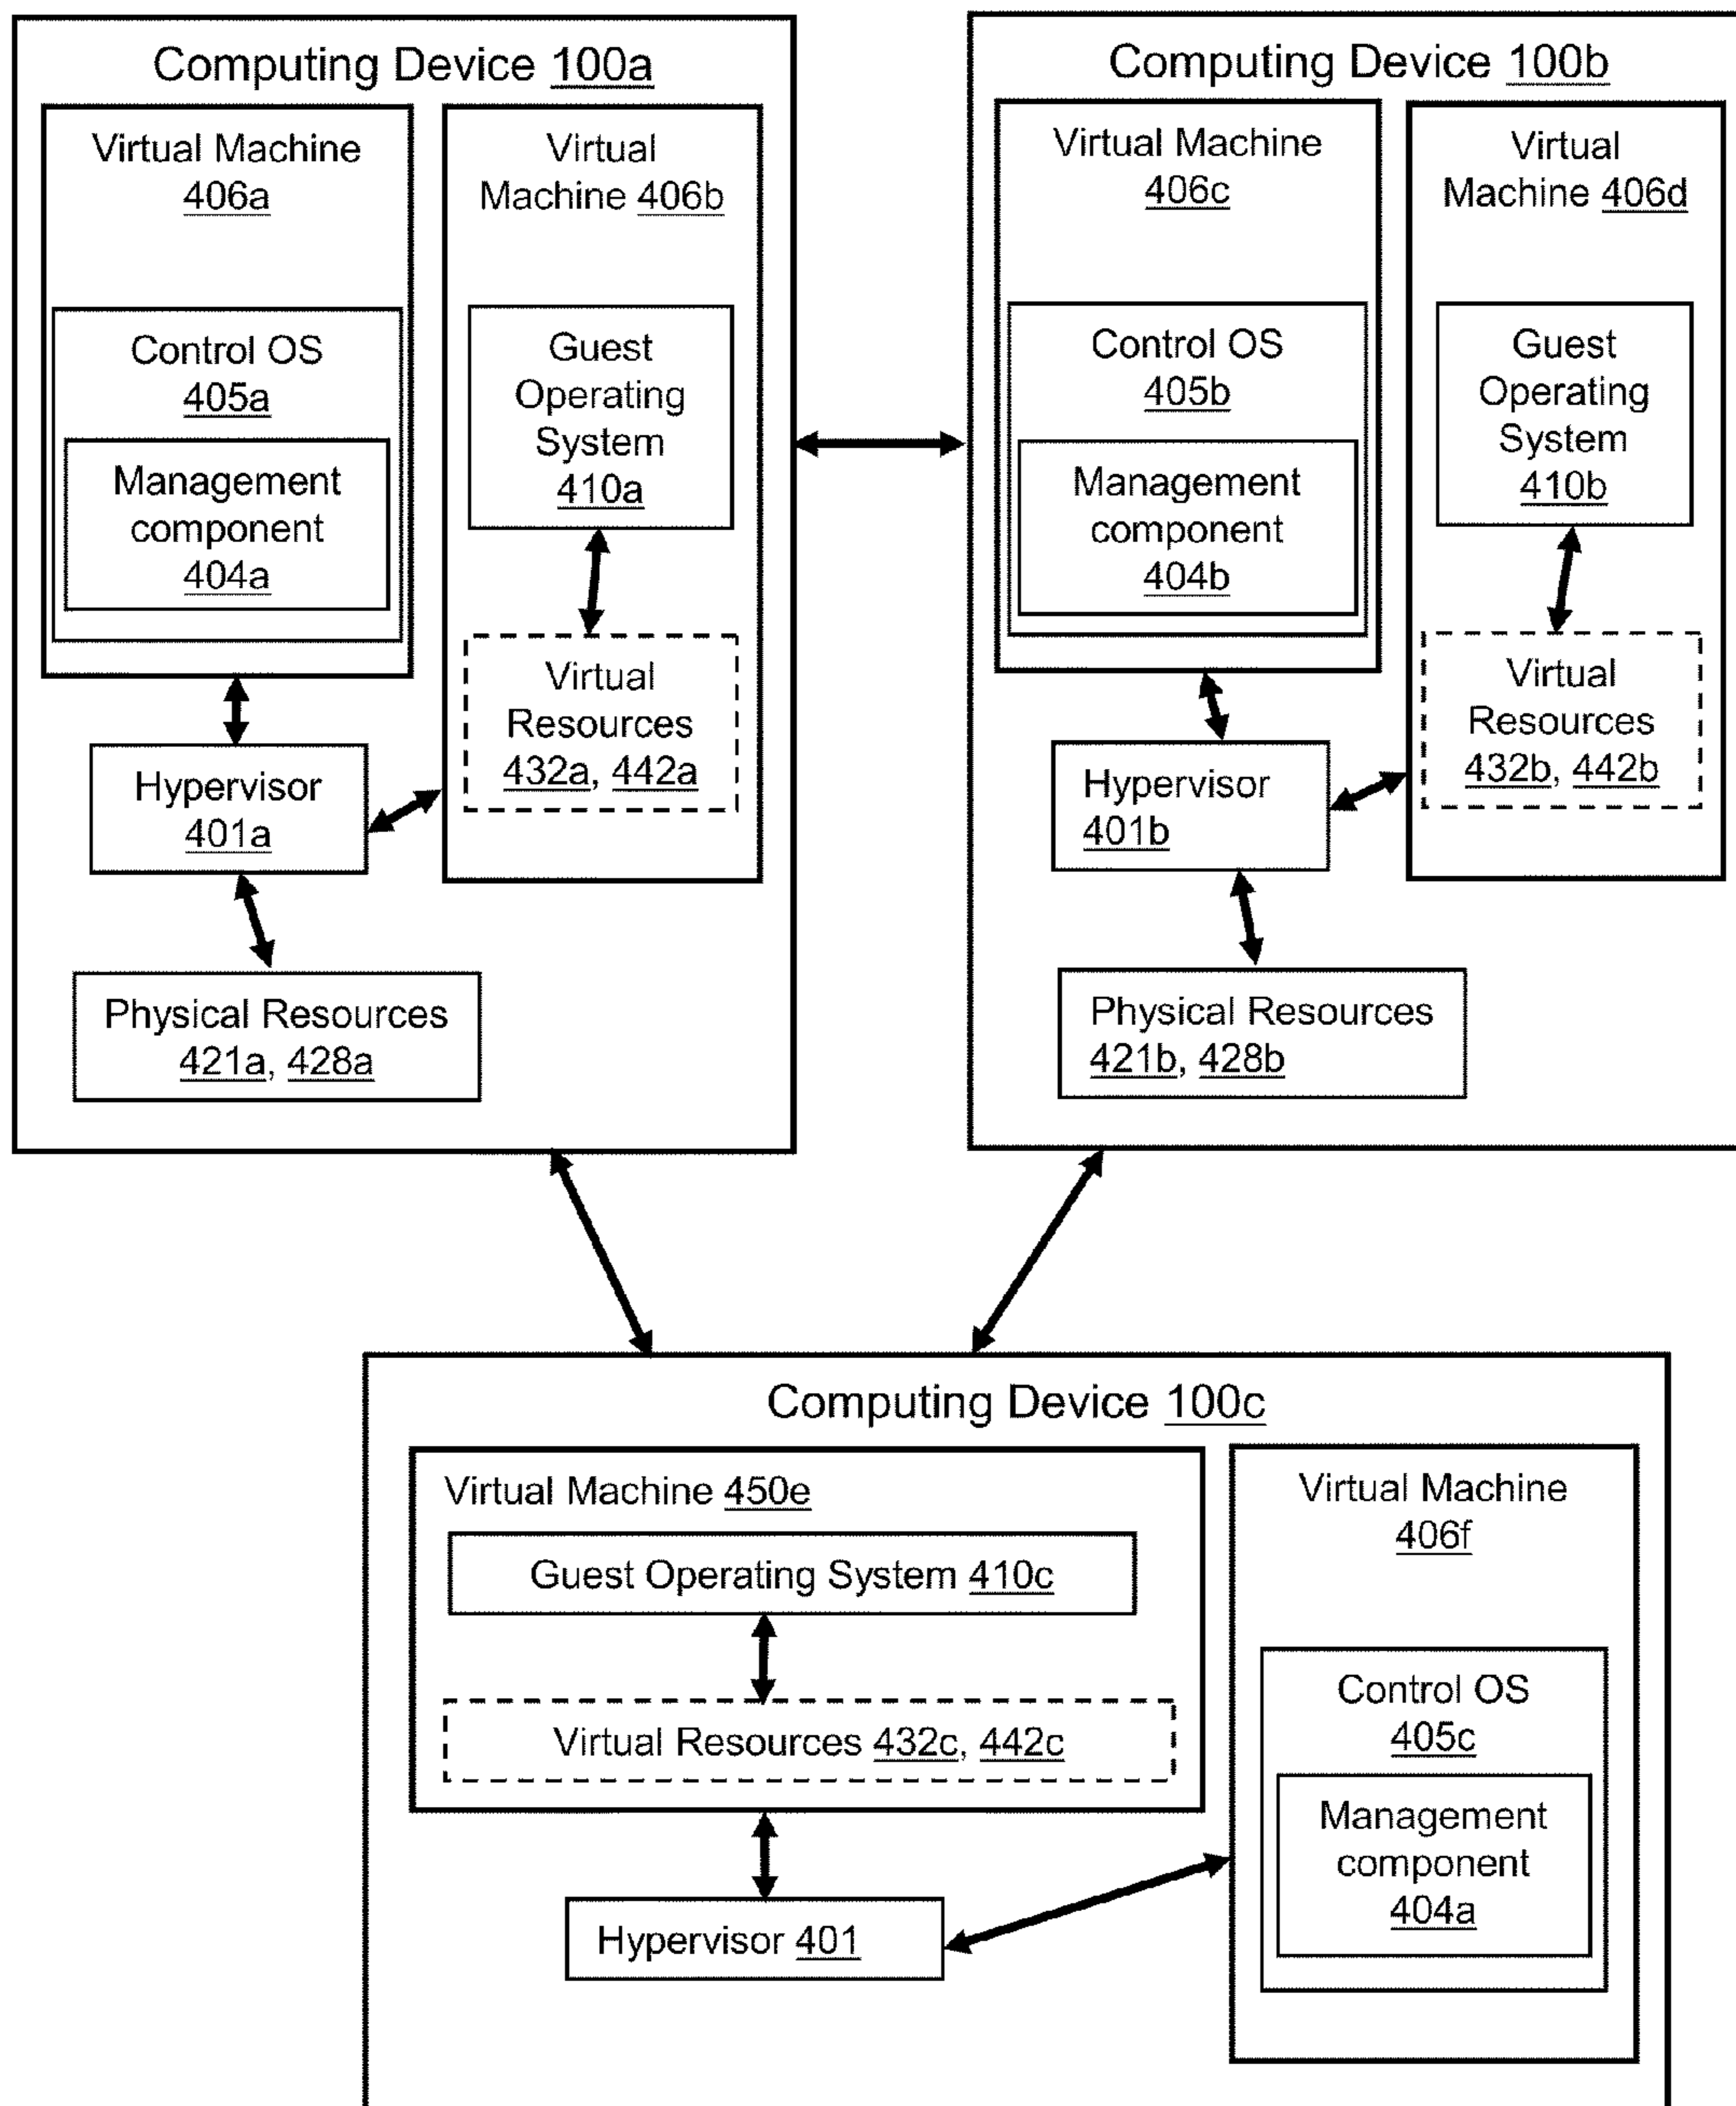 Computing Device 100a
Virtual Machine
406a
Control OS
405a
Management
component
404a
Virtual
Machine 406b
Guest
Operating
System
410a
Virtual
Resources
432a, 442a
Hypervisor
401a
Physical Resources
421a, 428a
Computing Device 100b
Virtual Machine
406c
Control OS
405b
Management
component
404b
Virtual
Machine 406d
Guest
Operating
System
410b
Virtual
Resources
432b, 442b
Hypervisor
401b
Physical Resources
421b, 428b
Computing Device 100c
Virtual Machine 450e
Guest Operating System 410c
Virtual Resources 432c, 442c
Hypervisor 401
Virtual Machine
406f
Control OS
405c
Management
component
404a